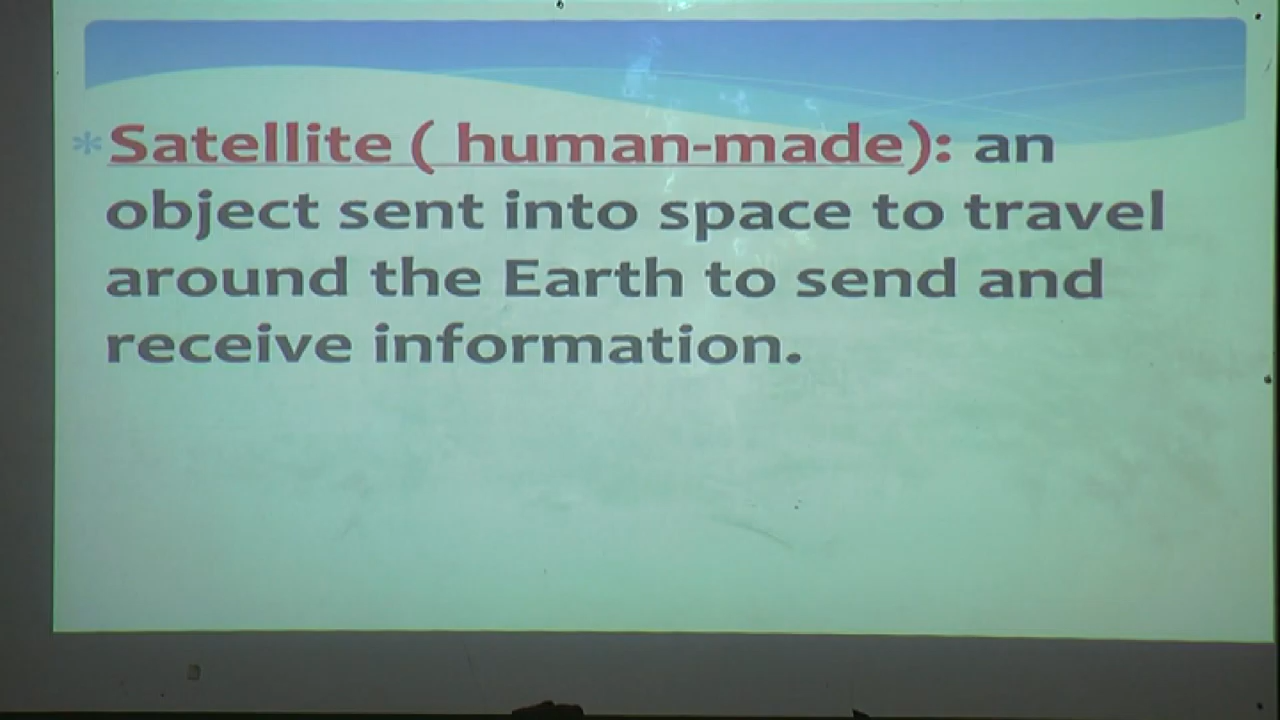 *Satellite ( human-made): an
object sent into space to travel
around the Earth to send and
receive information.